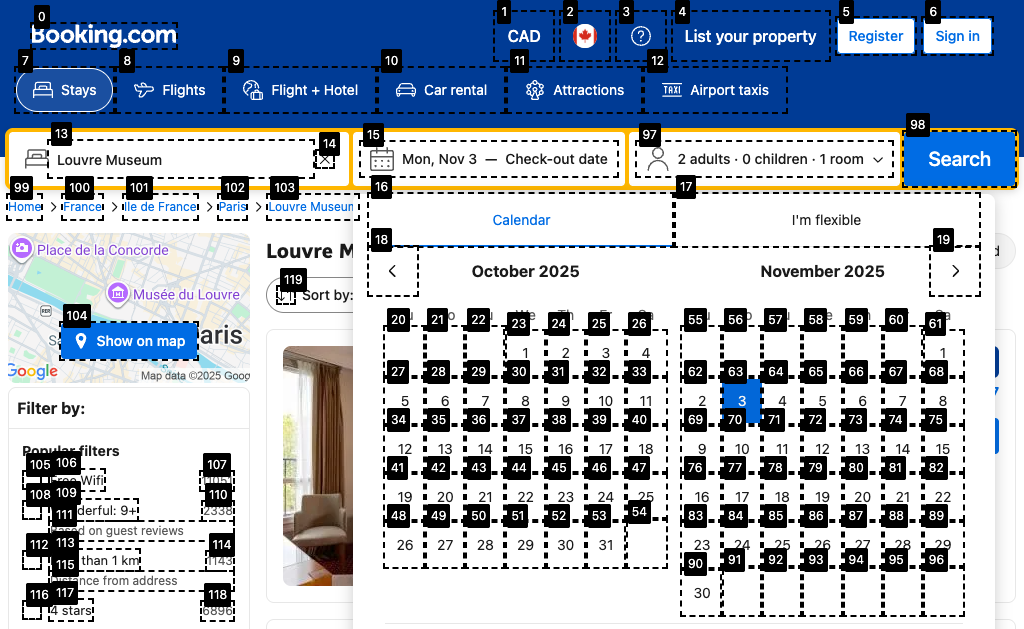 0 1 2 3 4 5 6
Booking.com CAD List your property Register Sign in
7 8 9 10 11 12
Stays Flights Flight + Hotel Car rental Attractions Airport taxis
13 14 15 97 98
Louvre Museum Mon, Nov 3 — Check-out date 2 adults · 0 children · 1 room Search
99 100 101 102 103 16 17
Home France Ile de France Paris Louvre Museum Calendar I'm flexible
18 19
Place de la Concorde Louvre M October 2025 November 2025
Musée du Louvre 119 Sort by:
104 Show on map Paris
Google Map data ©2025 Goog
20 21 22 23 24 25 26 55 56 57 58 59 60 61
1 2 3 4 1
27 28 29 30 31 32 33 62 63 64 65 66 67 68
5 6 7 8 9 10 11 2 3 4 5 6 7 8
34 35 36 37 38 39 40 69 70 71 72 73 74 75
12 13 14 15 16 17 18 9 10 11 12 13 14 15
41 42 43 44 45 46 47 76 77 78 79 80 81 82
19 20 21 22 23 24 25 16 17 18 19 20 21 22
48 49 50 51 52 53 54 83 84 85 86 87 88 89
26 27 28 29 30 31 23 24 25 26 27 28 29
90 91 92 93 94 95 96
30
Filter by:
Popular filters
105 106 107
Free Wifi
108 109 110
derful: 9+ 2338
111
Based on guest reviews
112 113 114
than 1 km 1143
115
Distance from address
116 117 118
4 stars 6896